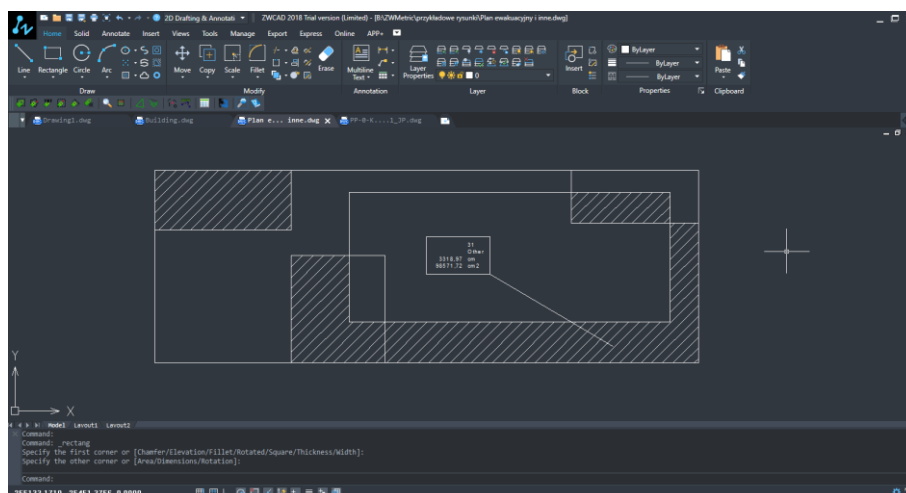 2D Drafting & Annotati
ZWCAD 2018 Trial version (Limited) - [B:\ZWMetric\przykładowe rysunki\Plan ewakuacyjny i inne.dwg]
Home Solid Annotate Insert Views Tools Manage Export Express Online APP+
Line Rectangle Circle Arc
Move Copy Scale Fillet Erase
Multiline Text
Layer Properties
0
Insert
ByLayer
ByLayer
ByLayer
Paste
Draw Modify Annotation Layer Block Properties Clipboard
Drawing1.dwg Building.dwg Plan e... inne.dwg X
31
Other
3318,97 cm
Y
X
Model Layout1 Layout2
Command:
Command: _rectang
Specify the first corner or [Chamfer/Elevation/Fillet/Rotated/Square/Thickness/Width]:
Specify the other corner or [Area/Dimensions/Rotation]:
Command: